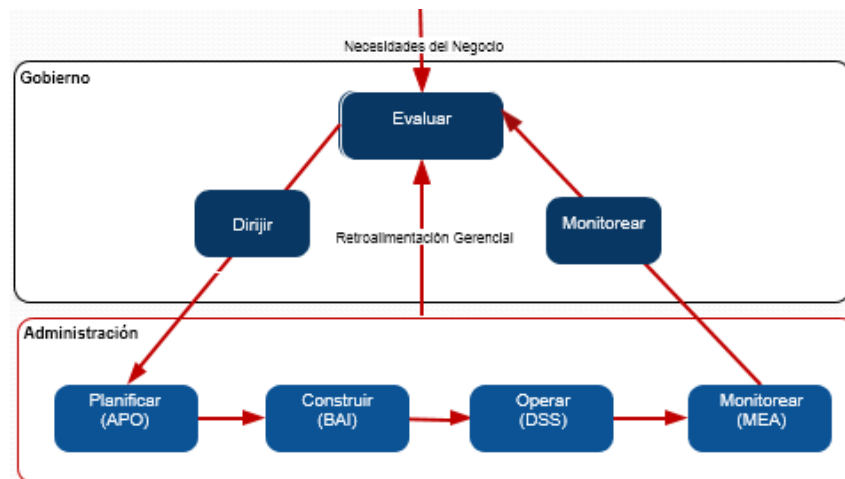 Necesidades del Negocio
Gobierno
Evaluar
Dirijir
Retroalimentación Gerencial
Monitorear
Administración
Planificar
(APO)
Construir
(BAI)
Operar
(DSS)
Monitorear
(MEA)